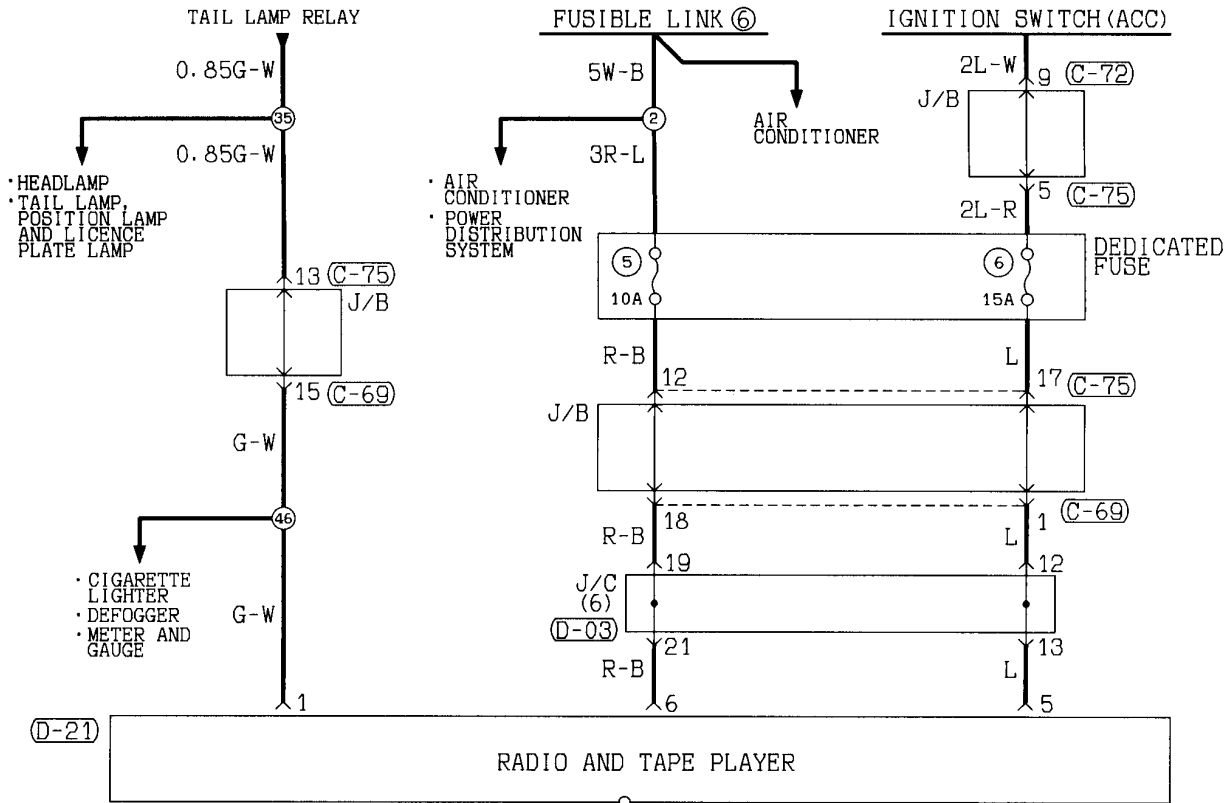 TAIL LAMP RELAY
FUSIBLE LINK ⑥
IGNITION SWITCH (ACC)
0.85G-W
5W-B
2L-W
9
C-72
J/B
35
2
AIR
CONDITIONER
0.85G-W
3R-L
· HEADLAMP
· TAIL LAMP,
POSITION LAMP
AND LICENCE
PLATE LAMP
· AIR
CONDITIONER
· POWER
DISTRIBUTION
SYSTEM
5
C-75
2L-R
DEDICATED
FUSE
5
10A
6
15A
13
C-75
J/B
15
C-69
R-B
L
12
17
C-75
J/B
G-W
18
1
C-69
46
R-B
L
19
12
· CIGARETTE
LIGHTER
· DEFOGGER
· METER AND
GAUGE
J/C
(6)
D-03
G-W
21
13
R-B
L
1
6
5
D-21
RADIO AND TAPE PLAYER